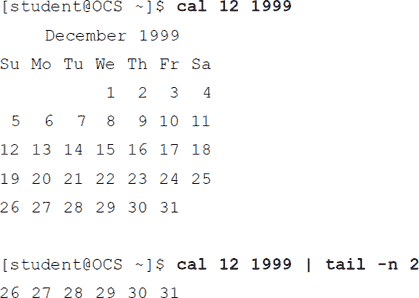 [student@OCS ~]$ cal 12 1999
    December 1999
Su Mo Tu We Th Fr Sa
          1  2  3  4
 5  6  7  8  9 10 11
12 13 14 15 16 17 18
19 20 21 22 23 24 25
26 27 28 29 30 31

[student@OCS ~]$ cal 12 1999 | tail -n 2
26 27 28 29 30 31